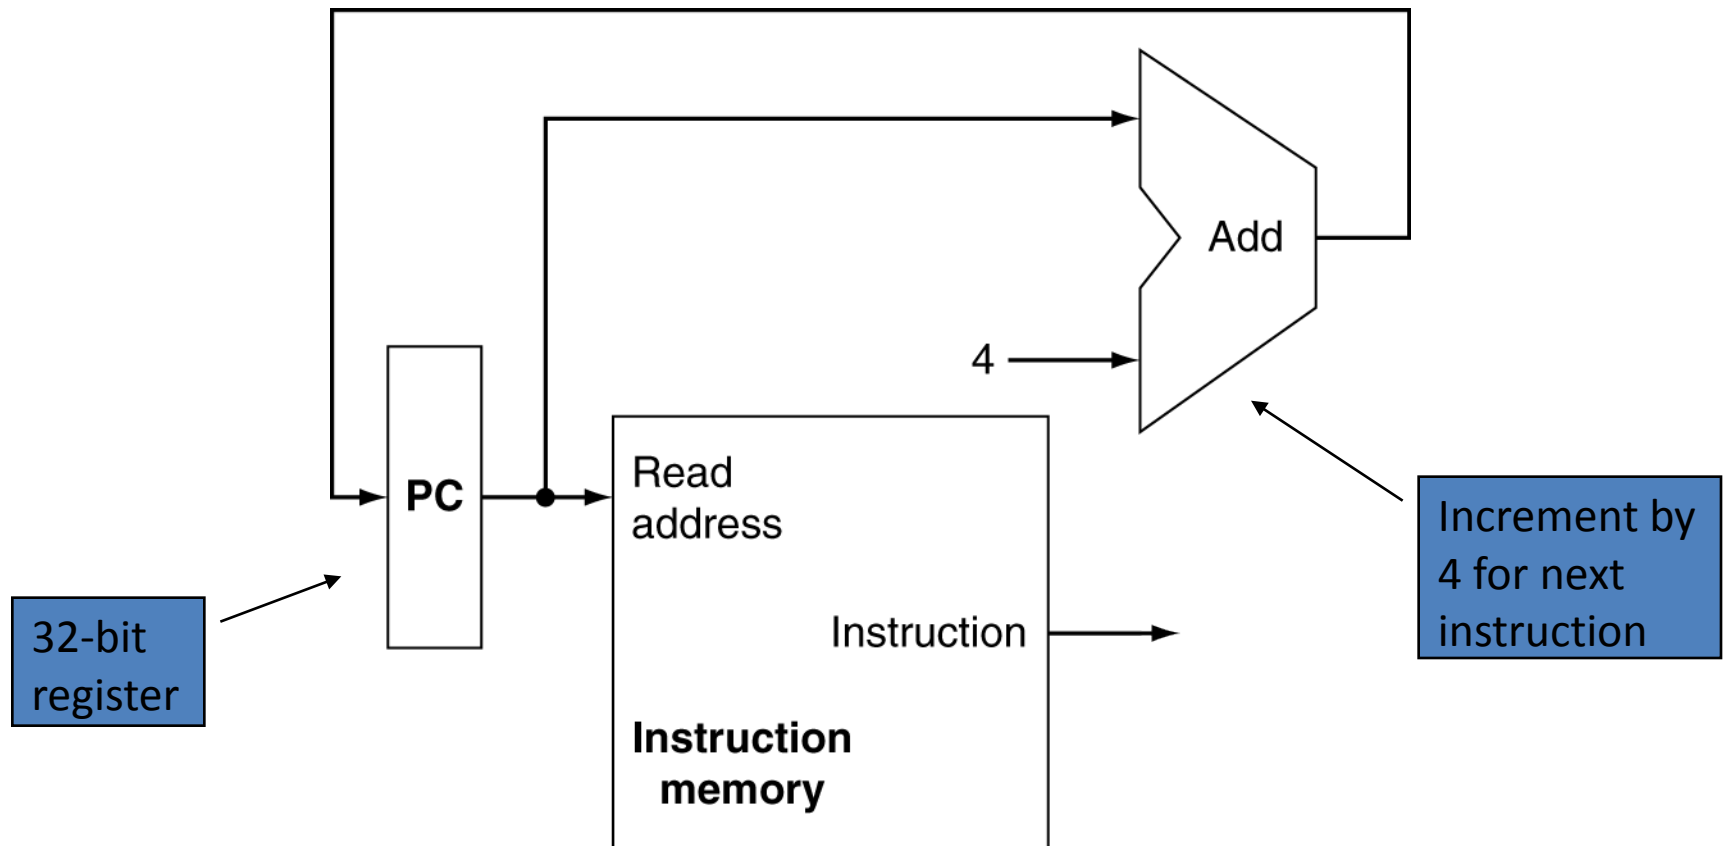 Add
4
PC
Read
address
Instruction
Instruction
memory
32-bit
register
Increment by
4 for next
instruction